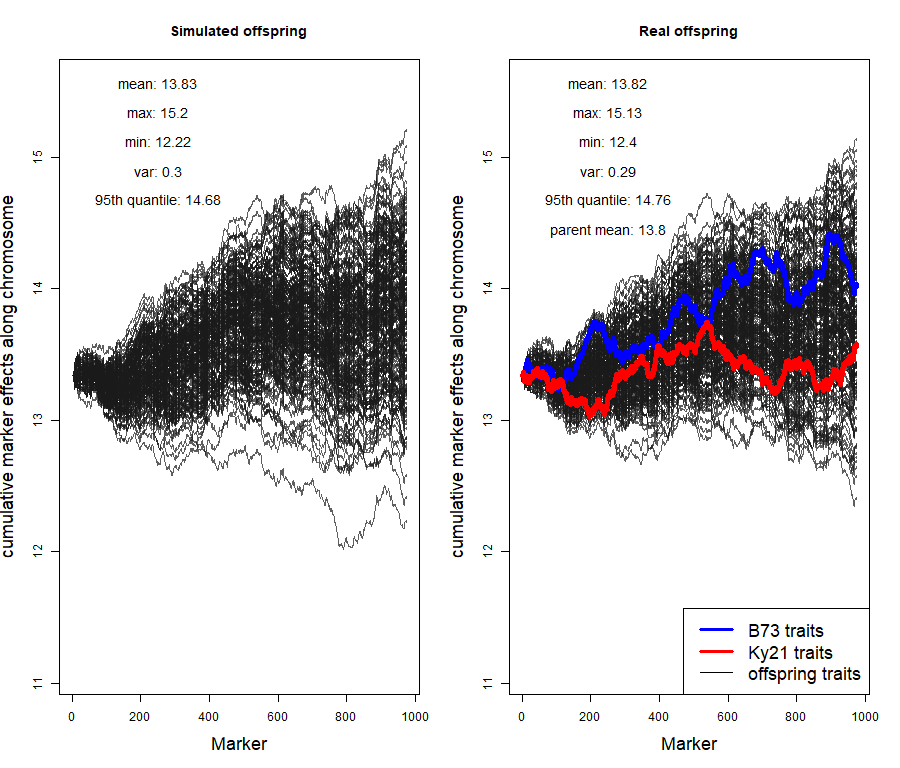 Simulated offspring
mean: 13.83
max: 15.2
min: 12.22
var: 0.3
95th quantile: 14.68
cumulative marker effects along chromosome
15
14
13
12
11
0 200 400 600 800 1000
Marker
Real offspring
mean: 13.82
max: 15.13
min: 12.4
var: 0.29
95th quantile: 14.76
parent mean: 13.8
cumulative marker effects along chromosome
15
14
13
12
11
B73 traits
Ky21 traits
offspring traits
0 200 400 600 800 1000
Marker